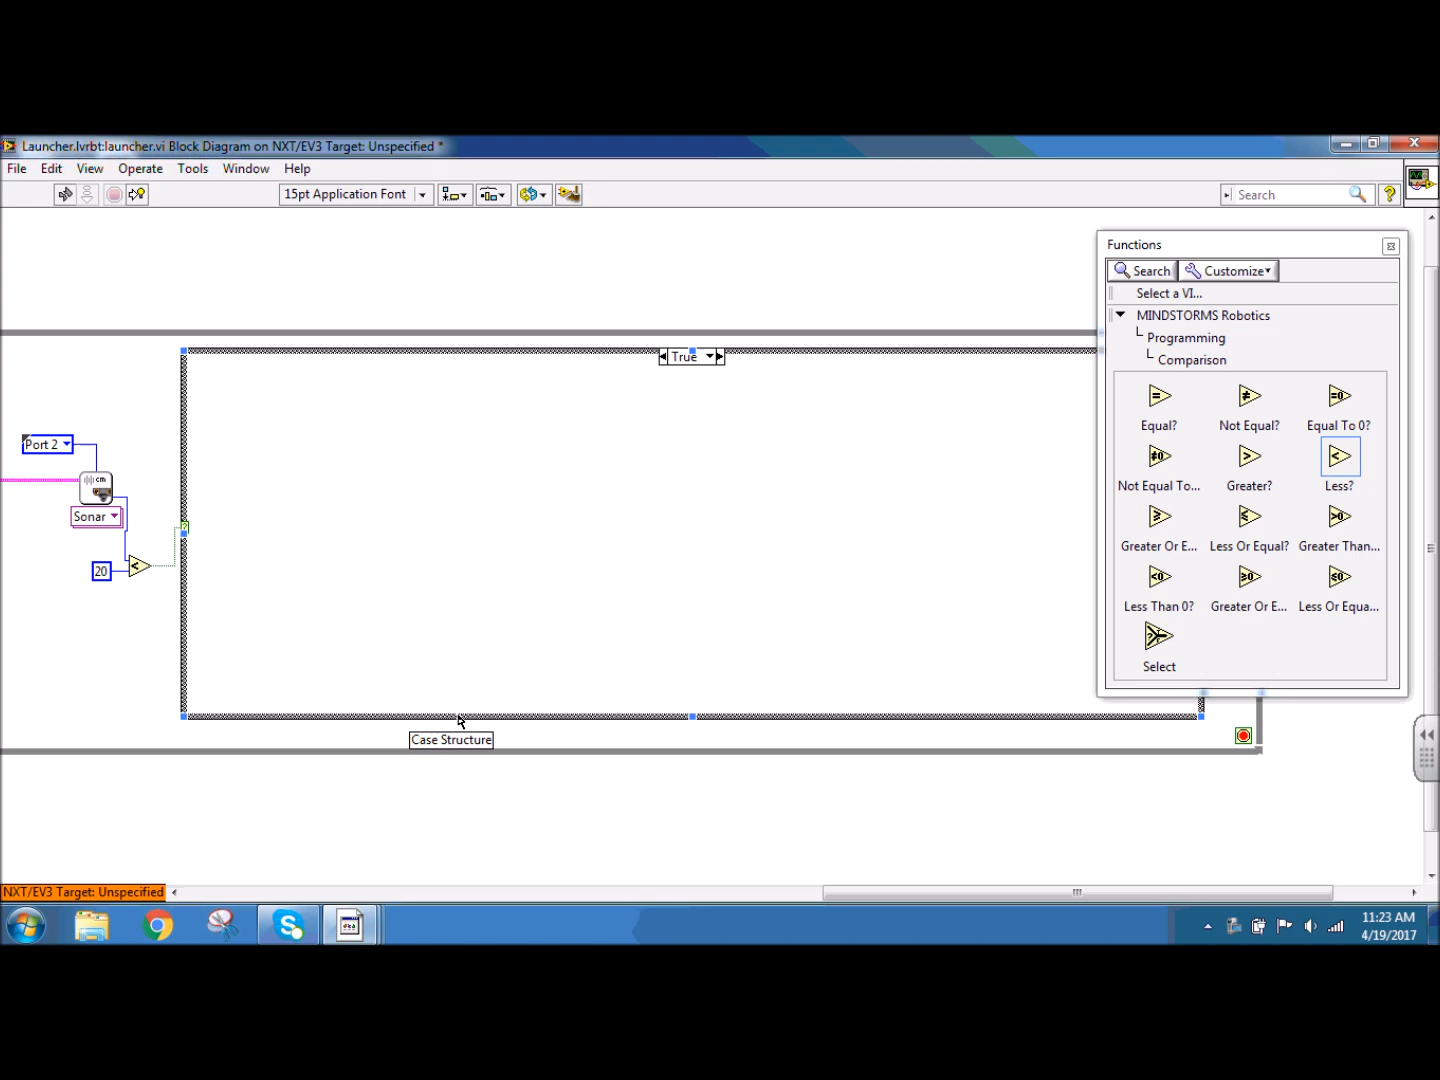 Launcher.lvrbt:launcher.vi Block Diagram on NXT/EV3 Target: Unspecified *
File Edit View Operate Tools Window Help
15pt Application Font
Search
Functions
Search Customize
Select a VI...
MINDSTORMS Robotics
Programming
Comparison
Equal? Not Equal? Equal To 0?
Not Equal To... Greater? Less?
Greater Or E... Less Or Equal? Greater Than...
Less Than 0? Greater Or E... Less Or Equa...
Select
True
Port 2
cm
Sonar
?
20
<
Case Structure
NXT/EV3 Target: Unspecified
11:23 AM
4/19/2017